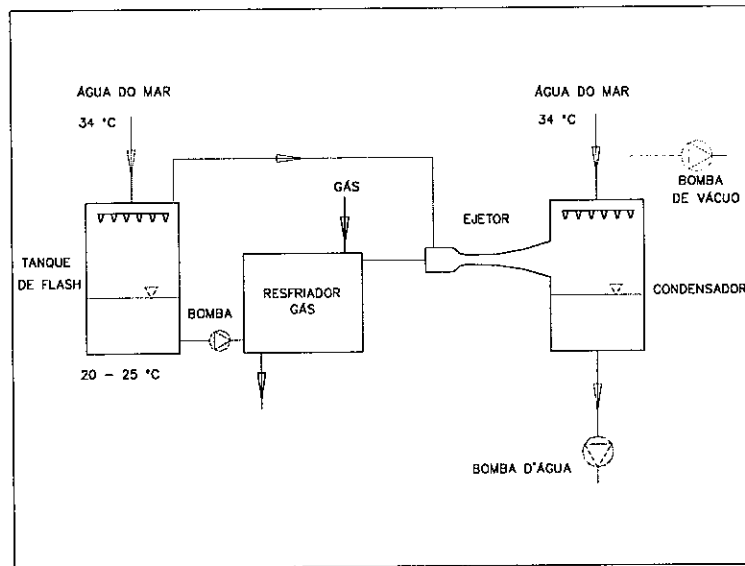 ÁGUA DO MAR
34 °C
TANQUE
DE FLASH
20 - 25 °C
BOMBA
GÁS
RESFRIADOR
GÁS
EJETOR
ÁGUA DO MAR
34 °C
BOMBA
DE VÁCUO
CONDENSADOR
BOMBA D'ÁGUA